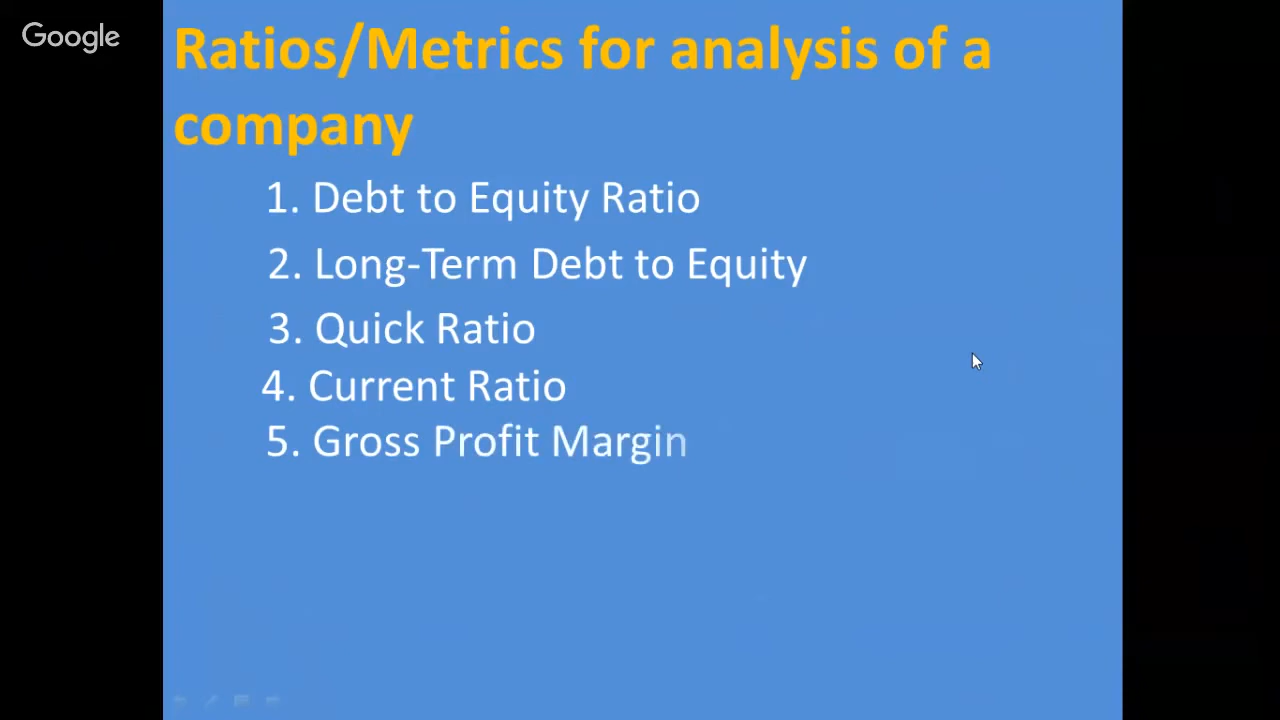 Google
Ratios/Metrics for analysis of a
company
1. Debt to Equity Ratio
2. Long-Term Debt to Equity
3. Quick Ratio
4. Current Ratio
5. Gross Profit Margin